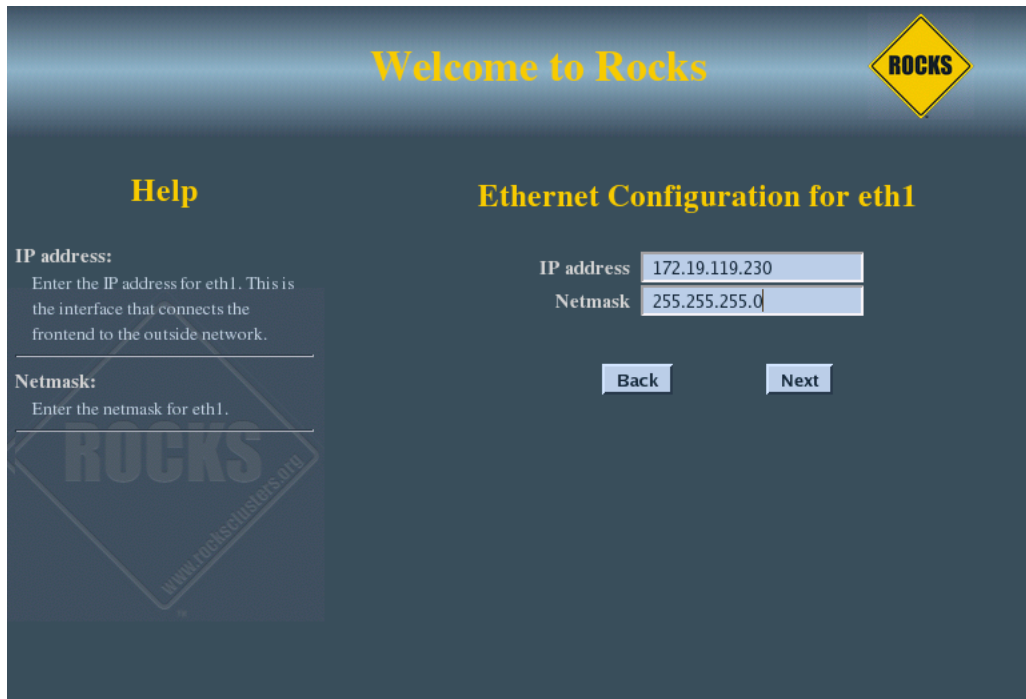 Welcome to Rocks
ROCKS
Help
IP address:
Enter the IP address for eth1. This is
the interface that connects the
frontend to the outside network.
Netmask:
Enter the netmask for eth1.
ROCKS
www.rocksclusters.org
Ethernet Configuration for eth1
IP address 172.19.119.230
Netmask 255.255.255.0
Back Next